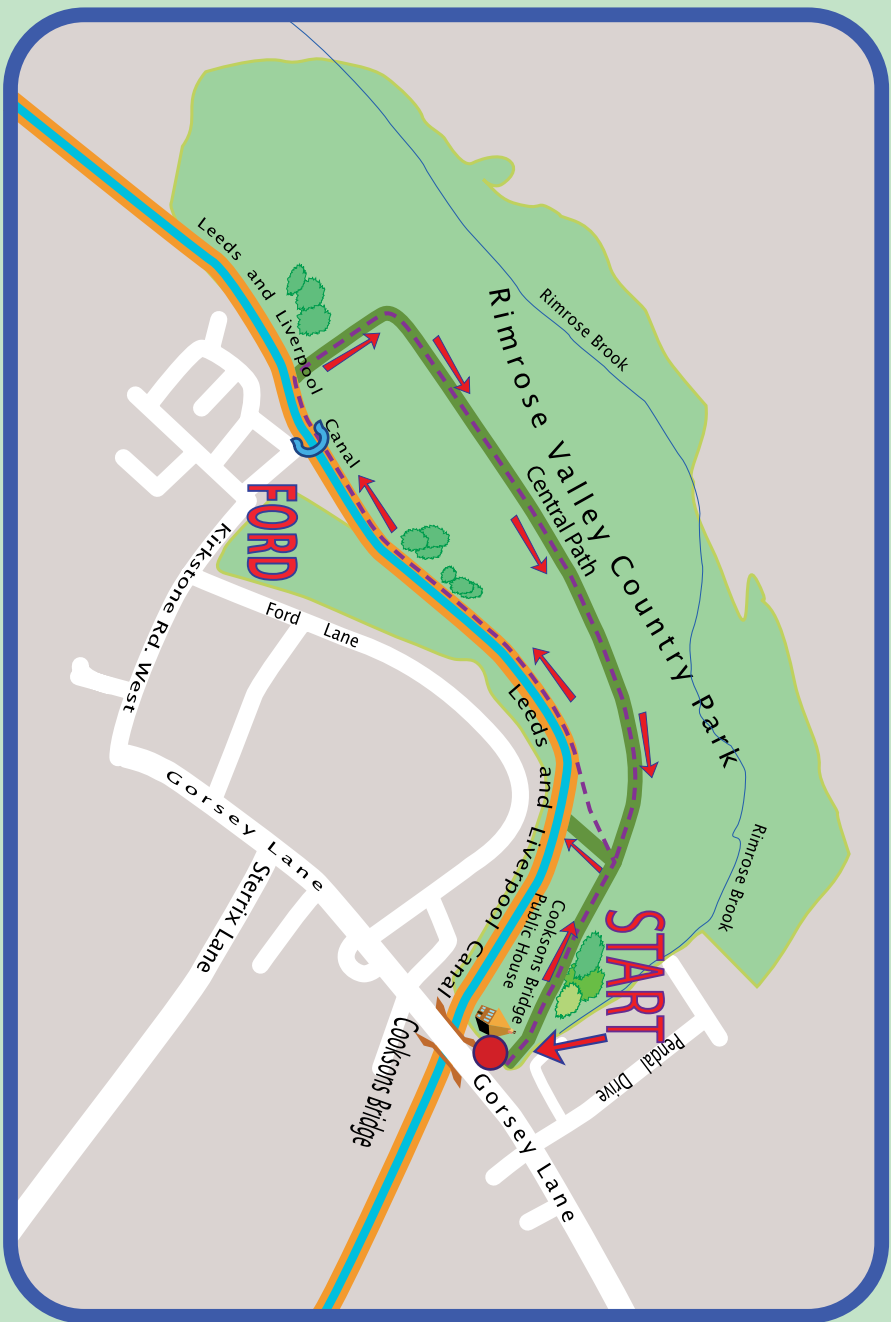 Leeds and Liverpool Canal
Rimrose Brook
Rimrose Valley Country Park
Central Path
FORD
Kirkstone Rd. West
Ford Lane
Leeds and Liverpool Canal
Gorsey Lane
Sterrix Lane
Rimrose Brook
Cooksons Bridge
Public House
START
Pendal Drive
Cooksons Bridge
Gorsey Lane